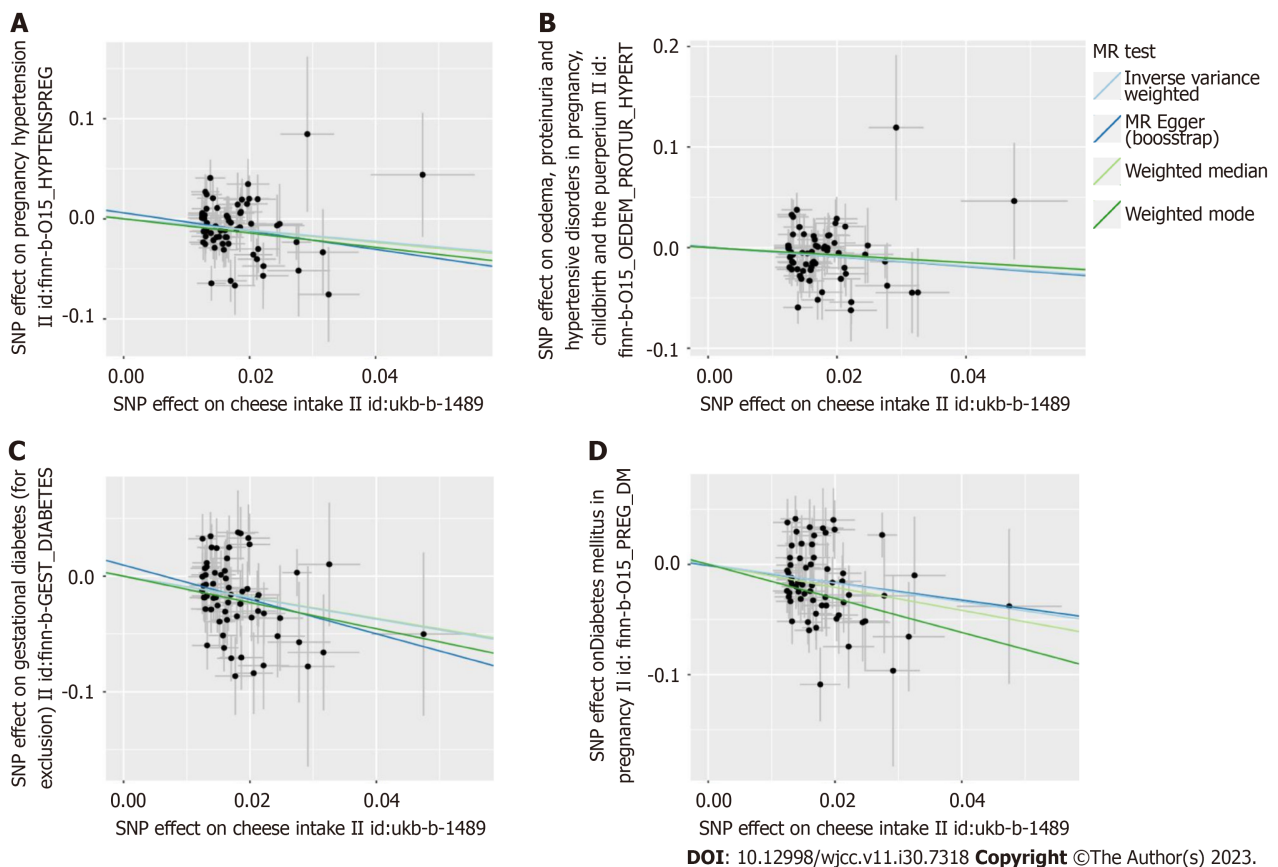 A
SNP effect on pregnancy hypertension
II id:finn-b-O15_HYPTENSPREG
0.1
0.0
-0.1
0.00
0.02
0.04
SNP effect on cheese intake II id:ukb-b-1489
B
SNP effect on oedema, proteinuria and
hypertensive disorders in pregnancy,
childbirth and the puerperium II id:
finn-b-O15_OEDEM_PROTUR_HYPERT
0.2
0.1
0.0
-0.1
0.00
0.02
0.04
SNP effect on cheese intake II id:ukb-b-1489
MR test
Inverse variance
weighted
MR Egger
(boosstrap)
Weighted median
Weighted mode
C
SNP effect on gestational diabetes (for
exclusion) II id:finn-b-GEST_DIABETES
0.0
-0.1
0.00
0.02
0.04
SNP effect on cheese intake II id:ukb-b-1489
D
SNP effect onDiabetes mellitus in
pregnancy II id: finn-b-O15_PREG_DM
0.0
-0.1
0.00
0.02
0.04
SNP effect on cheese intake II id:ukb-b-1489
DOI: 10.12998/wjcc.v11.i30.7318 Copyright ©The Author(s) 2023.